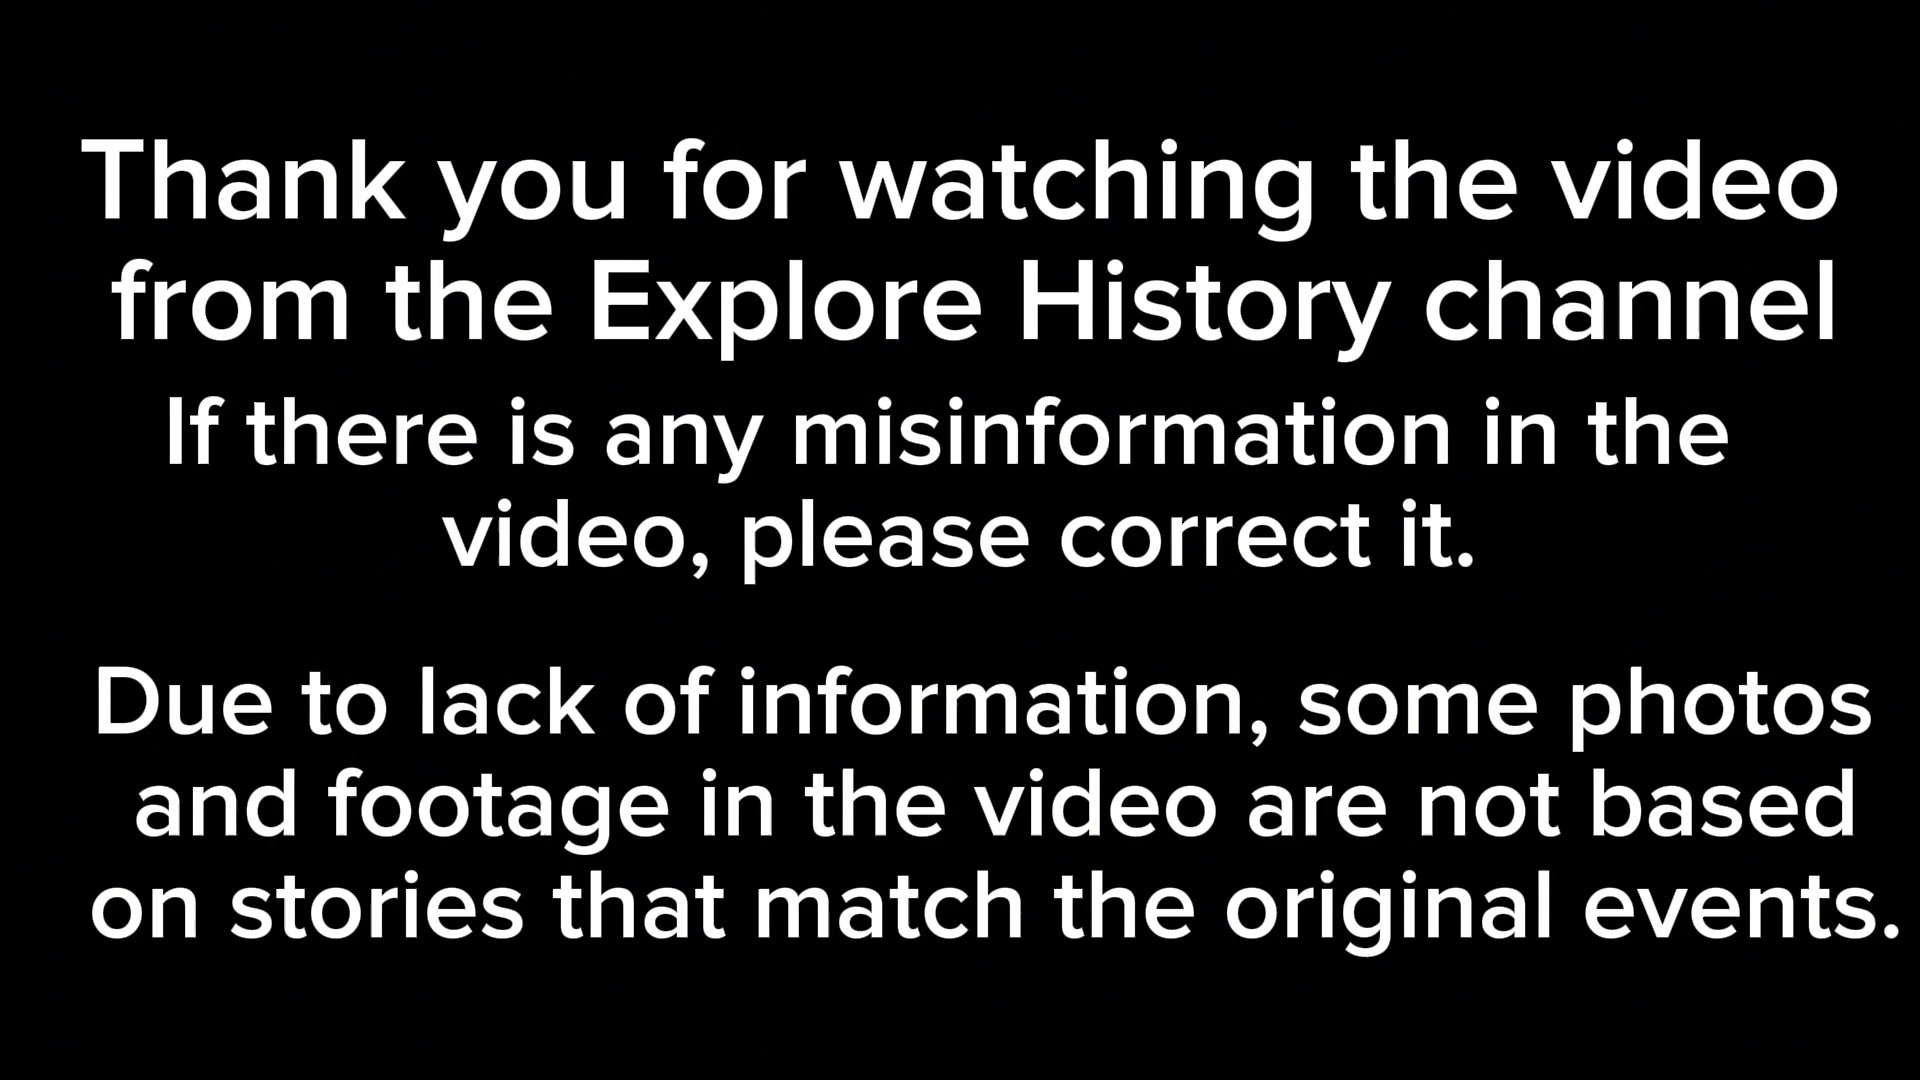 Thank you for watching the video
from the Explore History channel
If there is any misinformation in the
video, please correct it.
Due to lack of information, some photos
and footage in the video are not based
on stories that match the original events.